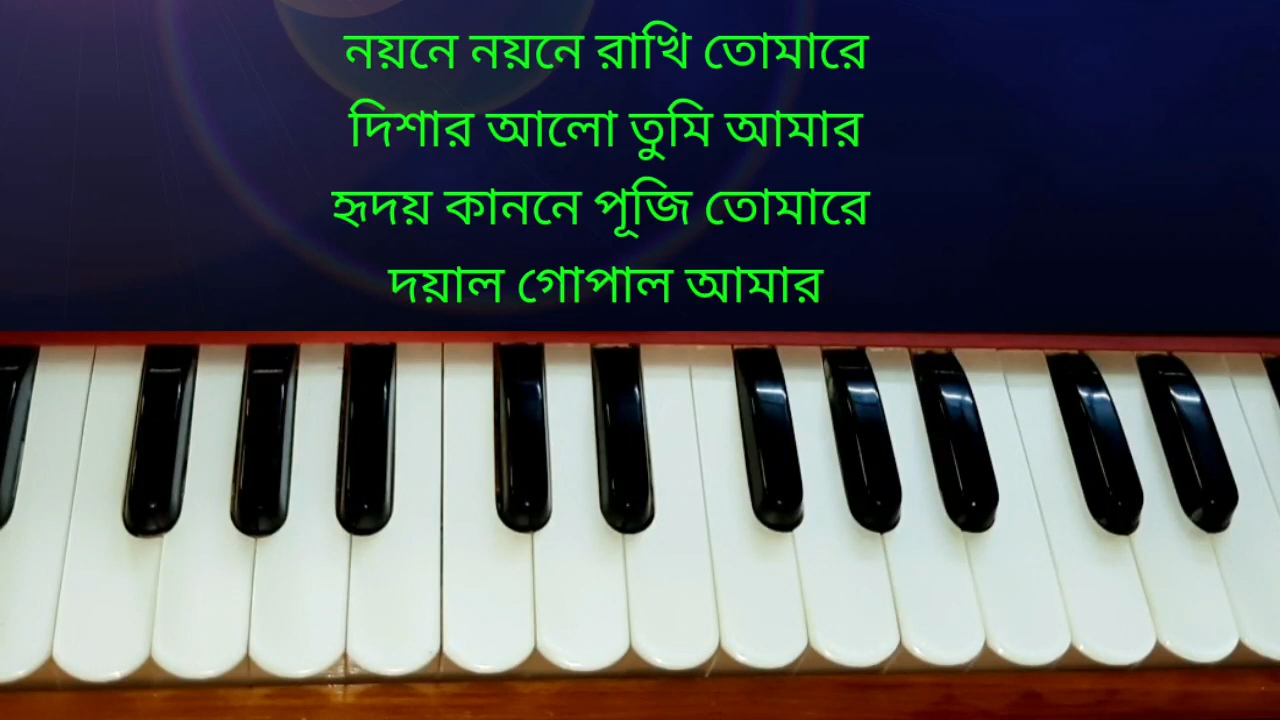 নয়নে নয়নে রাখি তোমারে
দিশার আলো তুমি আমার
হৃদয় কাননে পূজি তোমারে
দয়াল গোপাল আমার